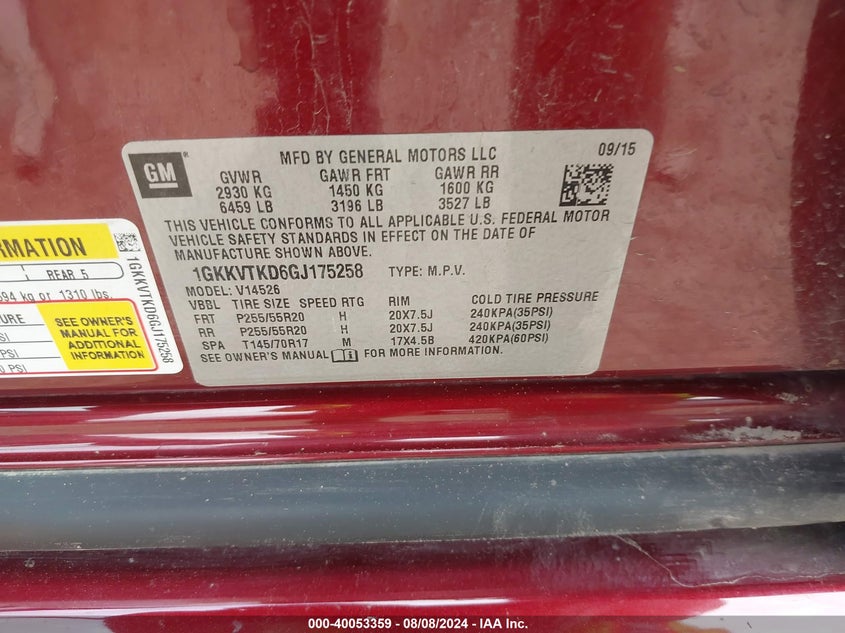 GM
MFD BY GENERAL MOTORS LLC 09/15
GVWR GAWR FRT GAWR RR
2930 KG 1450 KG 1600 KG
6459 LB 3196 LB 3527 LB
THIS VEHICLE CONFORMS TO ALL APPLICABLE U.S. FEDERAL MOTOR
VEHICLE SAFETY STANDARDS IN EFFECT ON THE DATE OF
MANUFACTURE SHOWN ABOVE.
1GKKVTKD6GJ175258 TYPE: M.P.V.
MODEL: V14526
VBBL TIRE SIZE SPEED RTG RIM COLD TIRE PRESSURE
FRT P255/55R20 H 20X7.5J 240KPA(35PSI)
RR P255/55R20 H 20X7.5J 240KPA(35PSI)
SPA T145/70R17 M 17X4.5B 420KPA(60PSI)
SEE OWNER'S MANUAL FOR MORE INFORMATION.
REAR 5
kg or 1310 lbs.
SEE OWNER'S
MANUAL FOR
ADDITIONAL
INFORMATION
1GKKVTKD6GJ175258
000-40053359 - 08/08/2024 - IAA Inc.